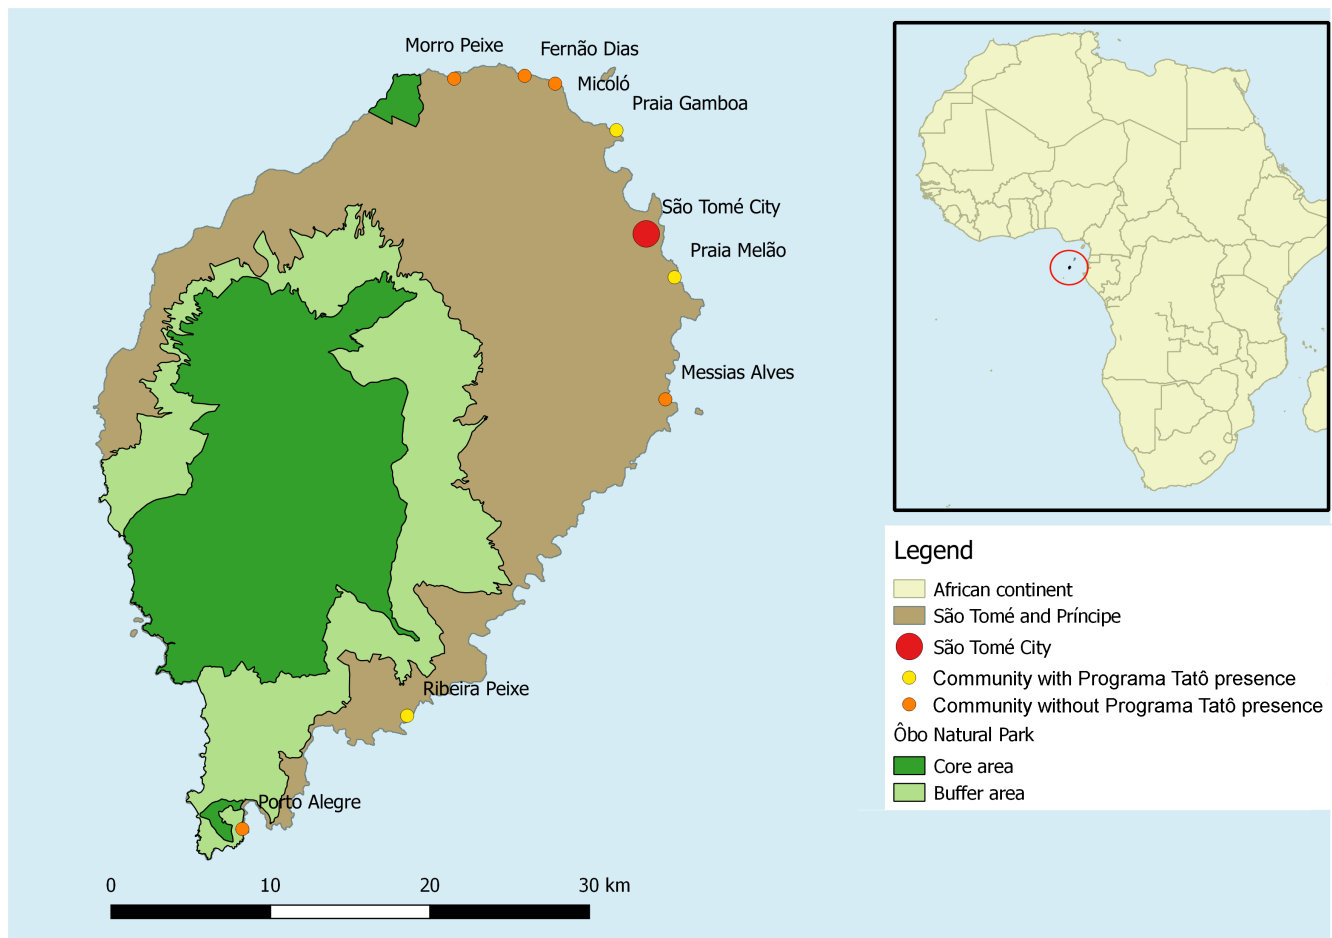 Morro Peixe
Fernão Dias
Micoló
Praia Gamboa
São Tomé City
Praia Melão
Messias Alves
Ribeira Peixe
Porto Alegre
0 10 20 30 km
Legend
African continent
São Tomé and Príncipe
São Tomé City
Community with Programa Tatô presence
Community without Programa Tatô presence
Ôbo Natural Park
Core area
Buffer area